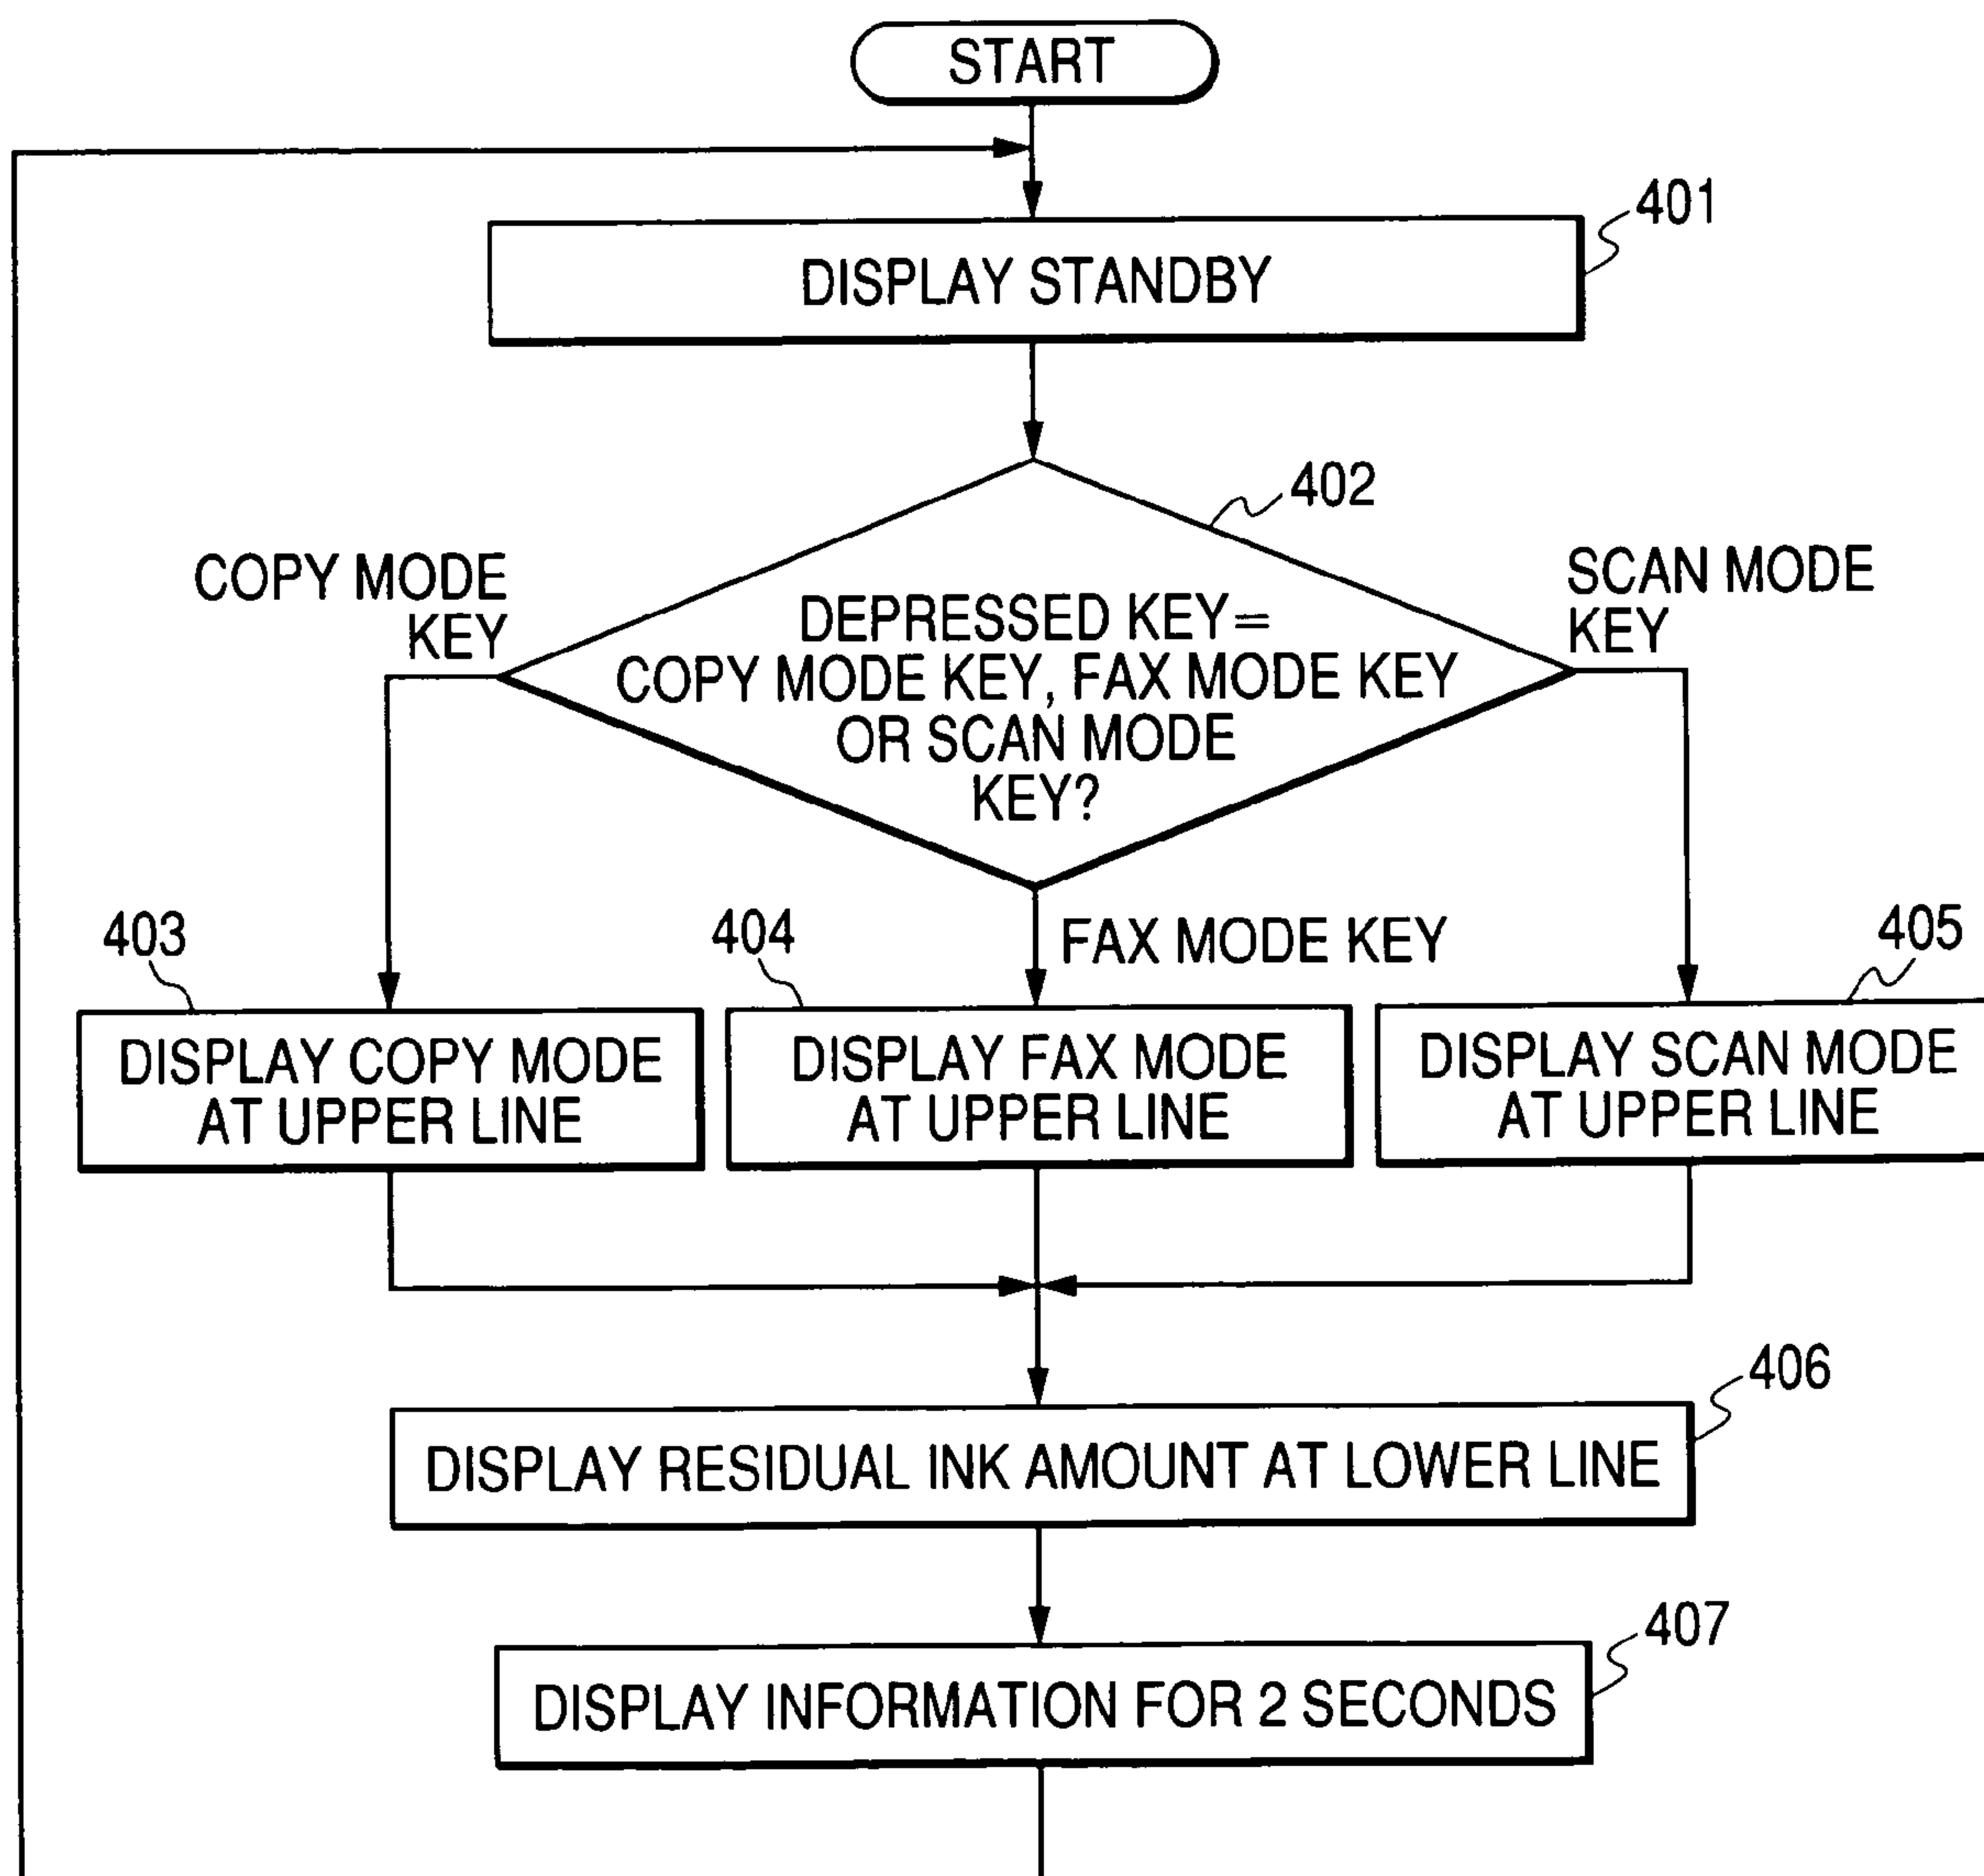 START
401
DISPLAY STANDBY
402
COPY MODE
KEY
SCAN MODE
KEY
DEPRESSED KEY=
COPY MODE KEY, FAX MODE KEY
OR SCAN MODE
KEY?
FAX MODE KEY
403
404
405
DISPLAY COPY MODE
AT UPPER LINE
DISPLAY FAX MODE
AT UPPER LINE
DISPLAY SCAN MODE
AT UPPER LINE
406
DISPLAY RESIDUAL INK AMOUNT AT LOWER LINE
407
DISPLAY INFORMATION FOR 2 SECONDS